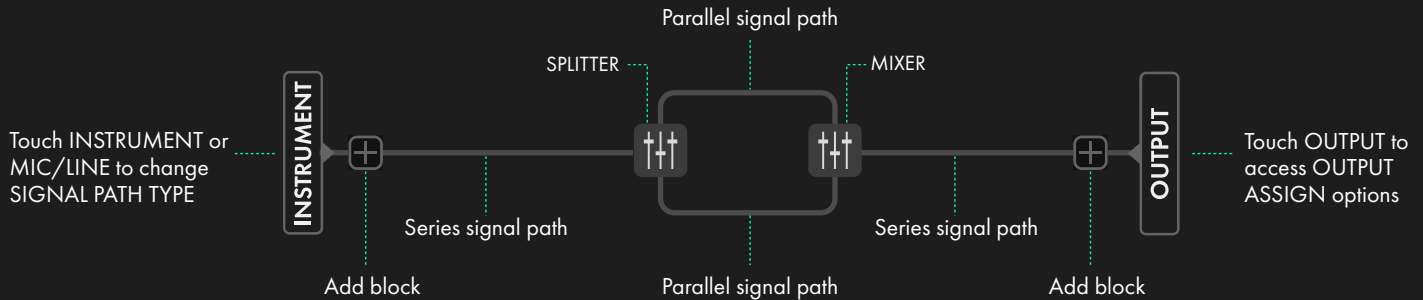 Parallel signal path
SPLITTER
MIXER
INSTRUMENT
OUTPUT
Touch INSTRUMENT or
MIC/LINE to change
SIGNAL PATH TYPE
Touch OUTPUT to
access OUTPUT
ASSIGN options
Series signal path
Series signal path
Add block
Parallel signal path
Add block